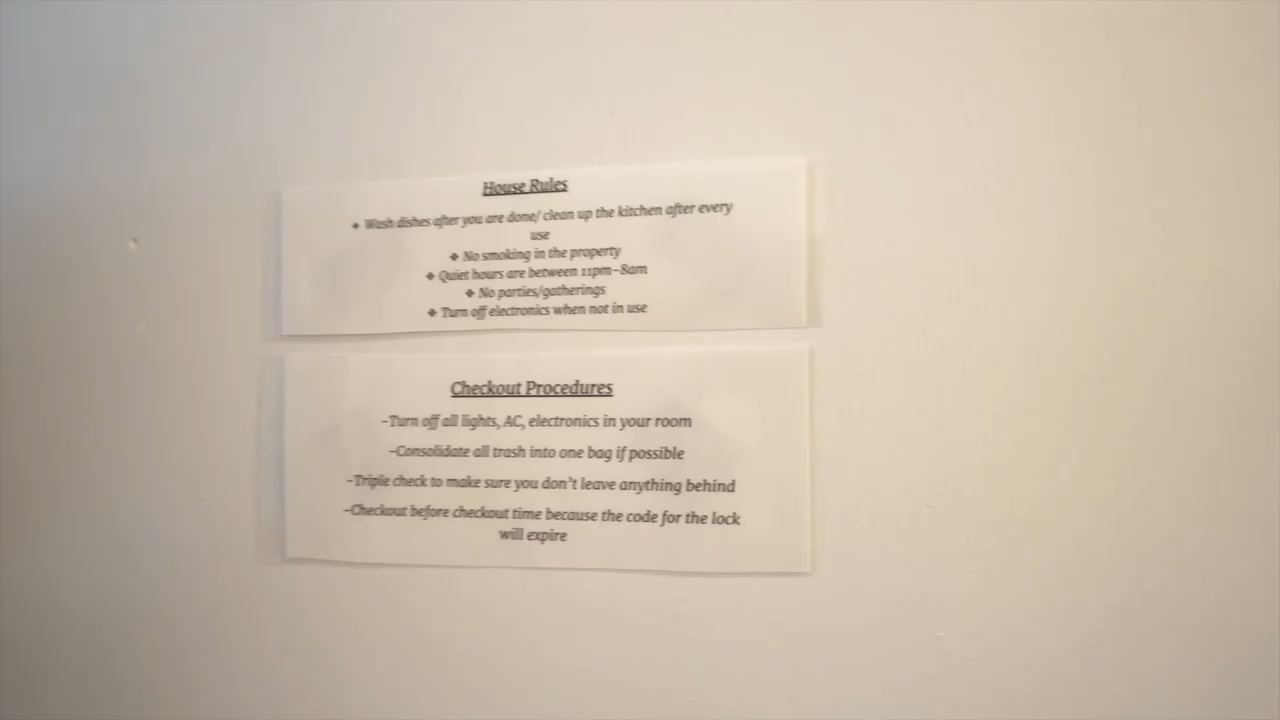 House Rules
❖ Wash dishes after you are done/ clean up the kitchen after every
use
❖ No smoking in the property
❖ Quiet hours are between 11pm-8am
❖ No parties/gatherings
❖ Turn off electronics when not in use
Checkout Procedures
-Turn off all lights, AC, electronics in your room
-Consolidate all trash into one bag if possible
-Triple check to make sure you don't leave anything behind
-Checkout before checkout time because the code for the lock
will expire